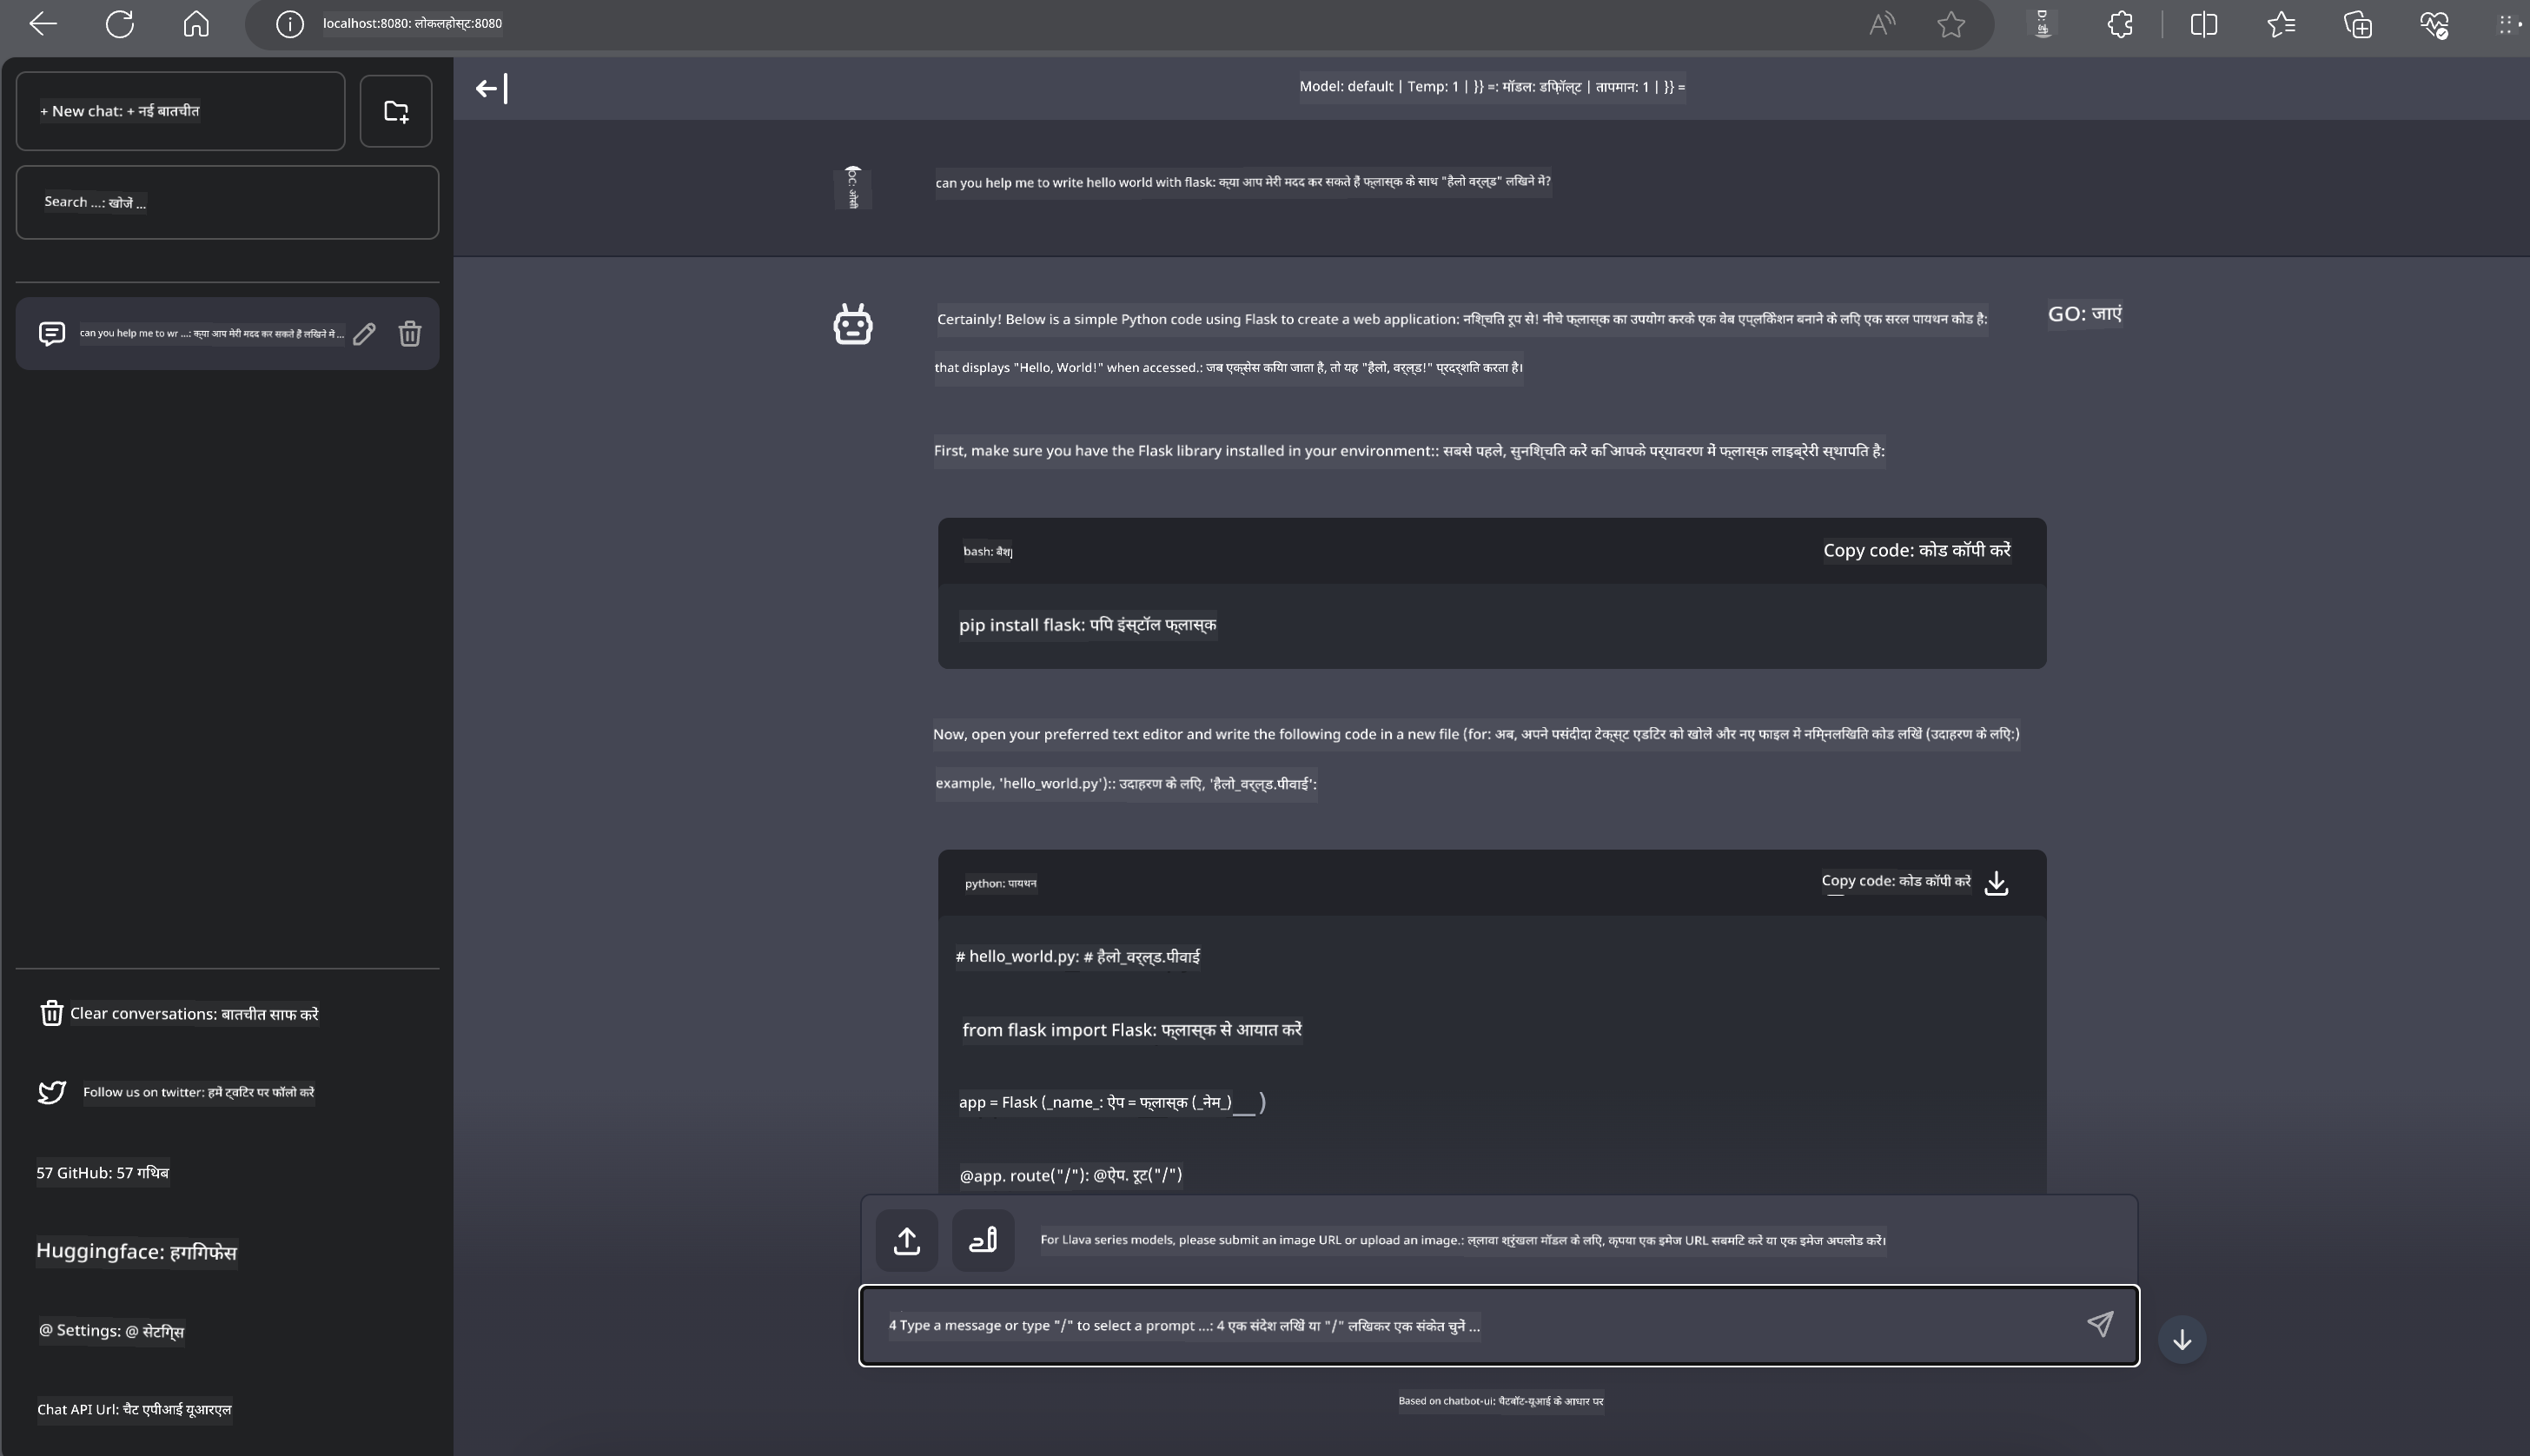 localhost:8080: लोकलहोस्ट:8080
+ New chat: + नई बातचीत
Search ...: खोजें ...
can you help me to wr ...: क्या आप मेरी मदद कर सकते हैं लिखने में ...
Clear conversations: बातचीत साफ करें
Follow us on twitter: हमें ट्विटर पर फॉलो करें
57 GitHub: 57 गिथब
Huggingface: हगिंगफेस
@ Settings: @ सेटिंग्स
Chat API Url: चैट एपीआई यूआरएल
Model: default | Temp: 1 | }} =: मॉडल: डिफ़ॉल्ट | तापमान: 1 | }} =
can you help me to write hello world with flask: क्या आप मेरी मदद कर सकते हैं फ्लास्क के साथ "हैलो वर्ल्ड" लिखने में?
Certainly! Below is a simple Python code using Flask to create a web application: निश्चित रूप से! नीचे फ्लास्क का उपयोग करके एक वेब एप्लिकेशन बनाने के लिए एक सरल पायथन कोड है:
GO: जाएं
that displays "Hello, World!" when accessed.: जब एक्सेस किया जाता है, तो यह "हैलो, वर्ल्ड!" प्रदर्शित करता है।
First, make sure you have the Flask library installed in your environment:: सबसे पहले, सुनिश्चित करें कि आपके पर्यावरण में फ्लास्क लाइब्रेरी स्थापित है:
bash: बैश
Copy code: कोड कॉपी करें
pip install flask: पिप इंस्टॉल फ्लास्क
Now, open your preferred text editor and write the following code in a new file (for: अब, अपने पसंदीदा टेक्स्ट एडिटर को खोलें और नए फाइल में निम्नलिखित कोड लिखें (उदाहरण के लिए:)
example, 'hello_world.py'):: उदाहरण के लिए, 'हैलो_वर्ल्ड.पीवाई':
python: पायथन
Copy code: कोड कॉपी करें
# hello_world.py: # हैलो_वर्ल्ड.पीवाई
from flask import Flask: फ्लास्क से आयात करें
app = Flask (_name_: ऐप = फ्लास्क (_नेम_)__ )
@app. route("/"): @ऐप. रूट("/")
For Llava series models, please submit an image URL or upload an image.: ल्लावा श्रृंखला मॉडल के लिए, कृपया एक इमेज URL सबमिट करें या एक इमेज अपलोड करें।
4 Type a message or type "/" to select a prompt ...: 4 एक संदेश लिखें या "/" लिखकर एक संकेत चुनें ...
Based on chatbot-ui: चैटबॉट-यूआई के आधार पर